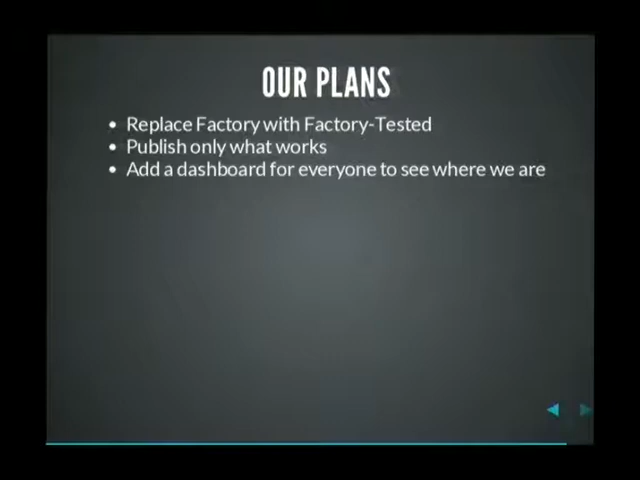 OUR PLANS
Replace Factory with Factory-Tested
Publish only what works
Add a dashboard for everyone to see where we are